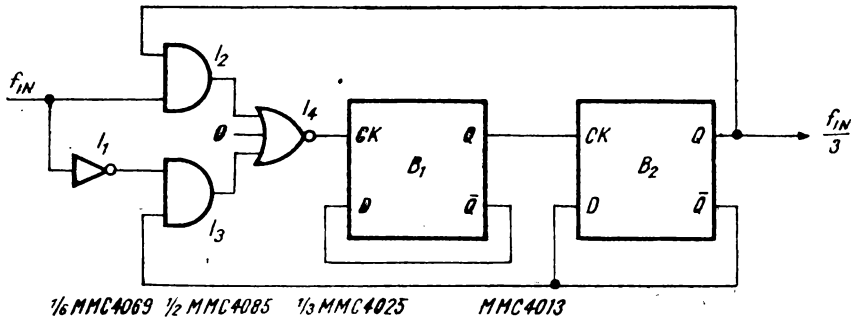 I2
fIN
I4
I1
0
CK Q
CK Q
fIN/3
B1
B2
D Q̄
D Q̄
I3
1/6 MMC4069 1/2 MMC4085 1/3 MMC4025 MMC4013